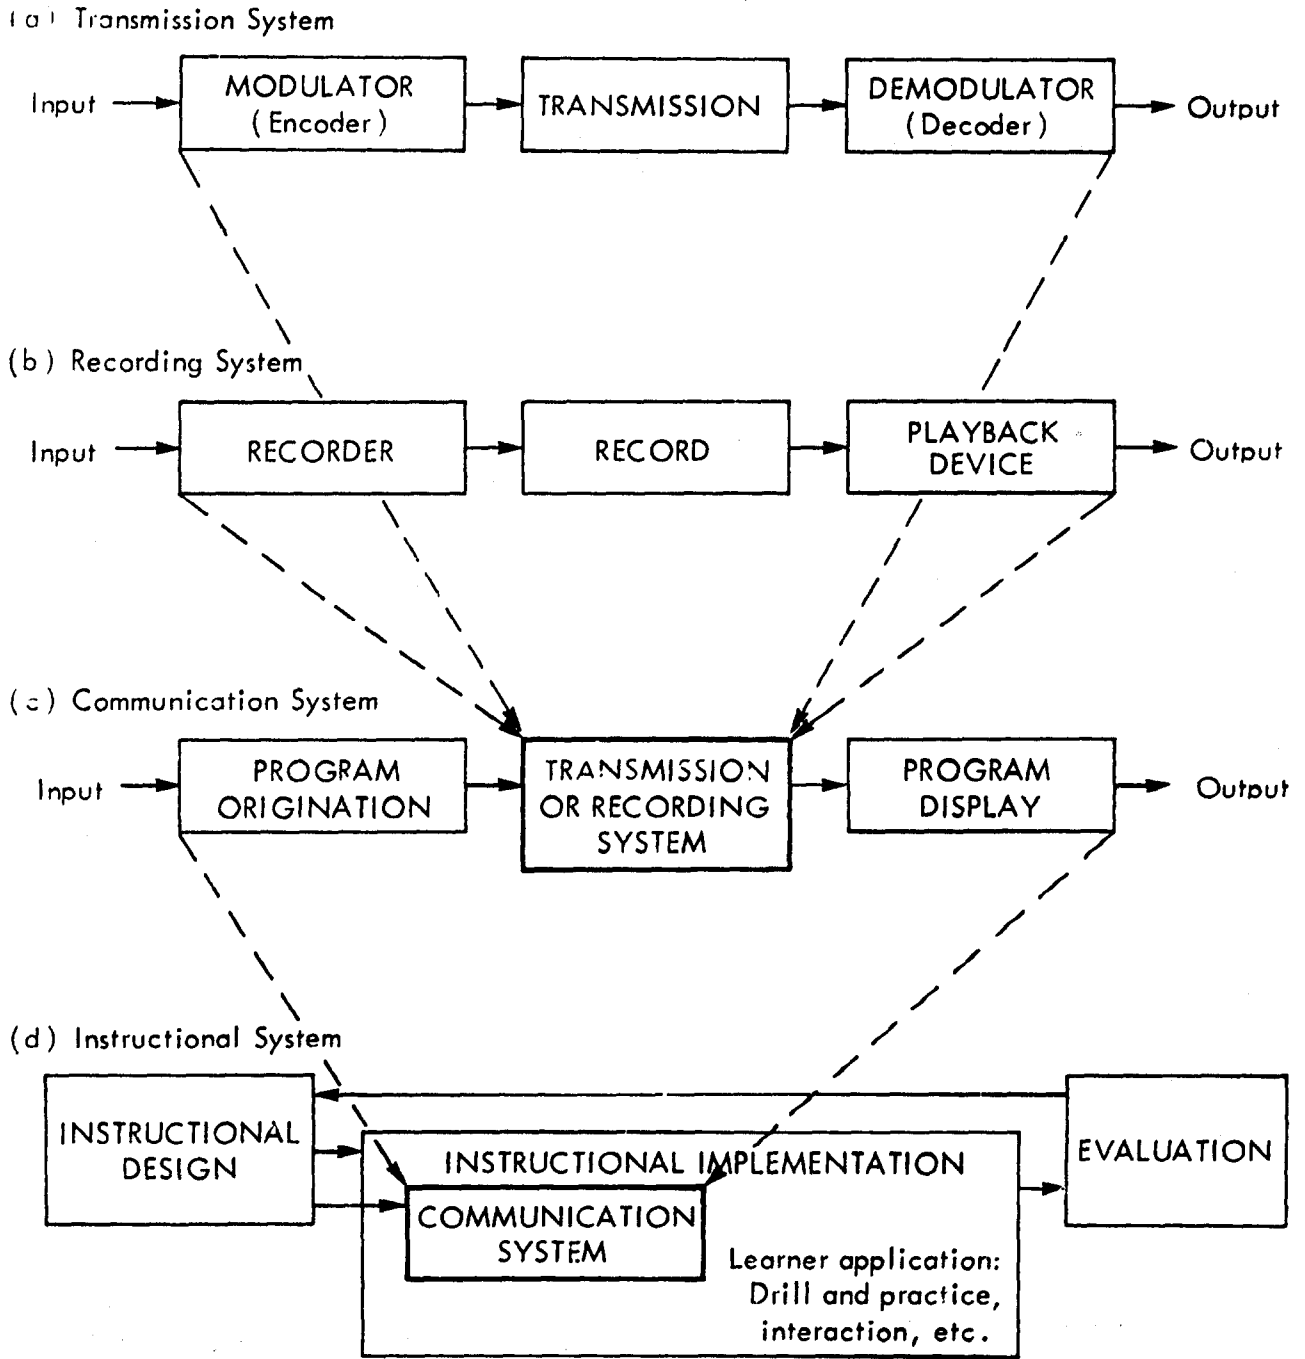 (a) Transmission System
Input
MODULATOR
(Encoder)
TRANSMISSION
DEMODULATOR
(Decoder)
Output
(b) Recording System
Input
RECORDER
RECORD
PLAYBACK
DEVICE
Output
(c) Communication System
Input
PROGRAM
ORIGINATION
TRANSMISSION
OR RECORDING
SYSTEM
PROGRAM
DISPLAY
Output
(d) Instructional System
INSTRUCTIONAL
DESIGN
INSTRUCTIONAL IMPLEMENTATION
COMMUNICATION
SYSTEM
Learner application:
Drill and practice,
interaction, etc.
EVALUATION